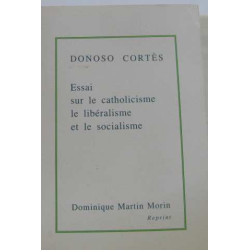 DONOSO CORTÈS
Essai
sur le catholicisme
le libéralisme
et le socialisme
Dominique Martin Morin
Reprint